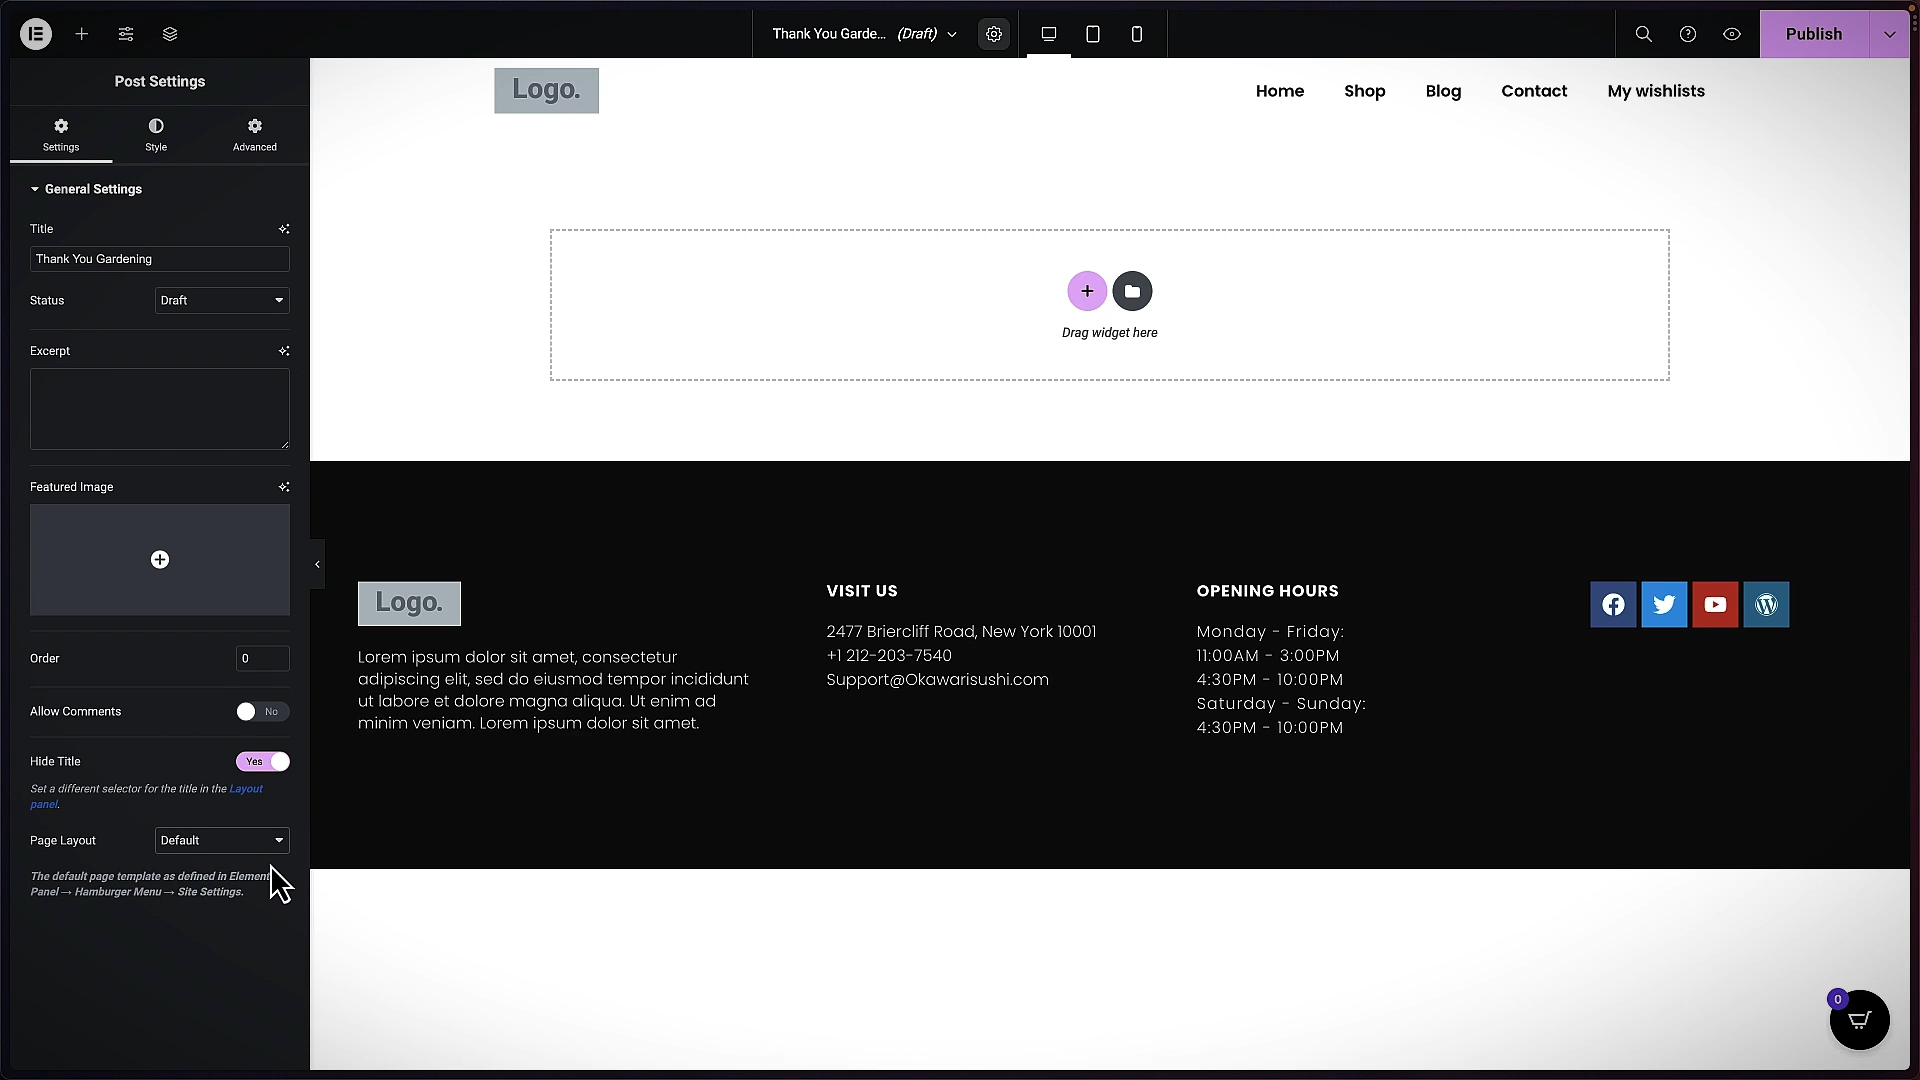 Thank You Garde... (Draft)
Publish
Post Settings
Settings
Style
Advanced
General Settings
Title
Thank You Gardening
Status
Draft
Excerpt
Featured Image
Order
0
Allow Comments
No
Hide Title
Yes
Set a different selector for the title in the Layout
panel.
Page Layout
Default
The default page template as defined in Element
Panel → Hamburger Menu → Site Settings.
Logo.
Home
Shop
Blog
Contact
My wishlists
Drag widget here
Logo.
Lorem ipsum dolor sit amet, consectetur
adipiscing elit, sed do eiusmod tempor incididunt
ut labore et dolore magna aliqua. Ut enim ad
minim veniam. Lorem ipsum dolor sit amet.
VISIT US
2477 Briercliff Road, New York 10001
+1 212-203-7540
Support@Okawarisushi.com
OPENING HOURS
Monday - Friday:
11:00AM - 3:00PM
4:30PM - 10:00PM
Saturday - Sunday:
4:30PM - 10:00PM
0